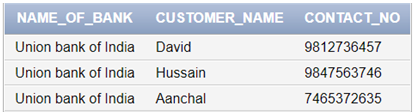 NAME_OF_BANK CUSTOMER_NAME CONTACT_NO
Union bank of India David 9812736457
Union bank of India Hussain 9847563746
Union bank of India Aanchal 7465372635